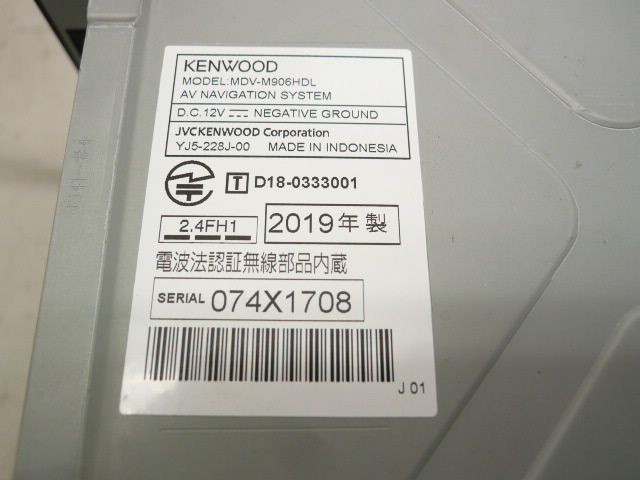 KENWOOD
MODEL:MDV-M906HDL
AV NAVIGATION SYSTEM
D.C.12V NEGATIVE GROUND
JVCKENWOOD Corporation
YJ5-228J-00 MADE IN INDONESIA
T D18-0333001
2.4FH1 2019年 製
電波法認証無線部品内蔵
SERIAL 074X1708
J 01